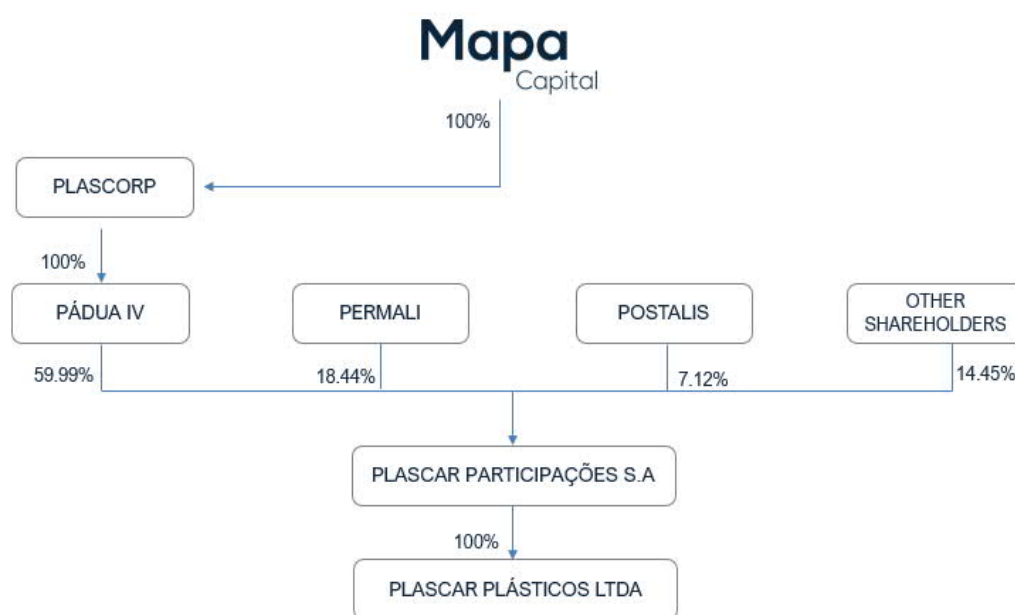 Mapa
Capital
100%
PLASCORP
100%
PÁDUA IV
PERMALI
POSTALIS
OTHER
SHAREHOLDERS
59.99%
18.44%
7.12%
14.45%
PLASCAR PARTICIPAÇÕES S.A
100%
PLASCAR PLÁSTICOS LTDA